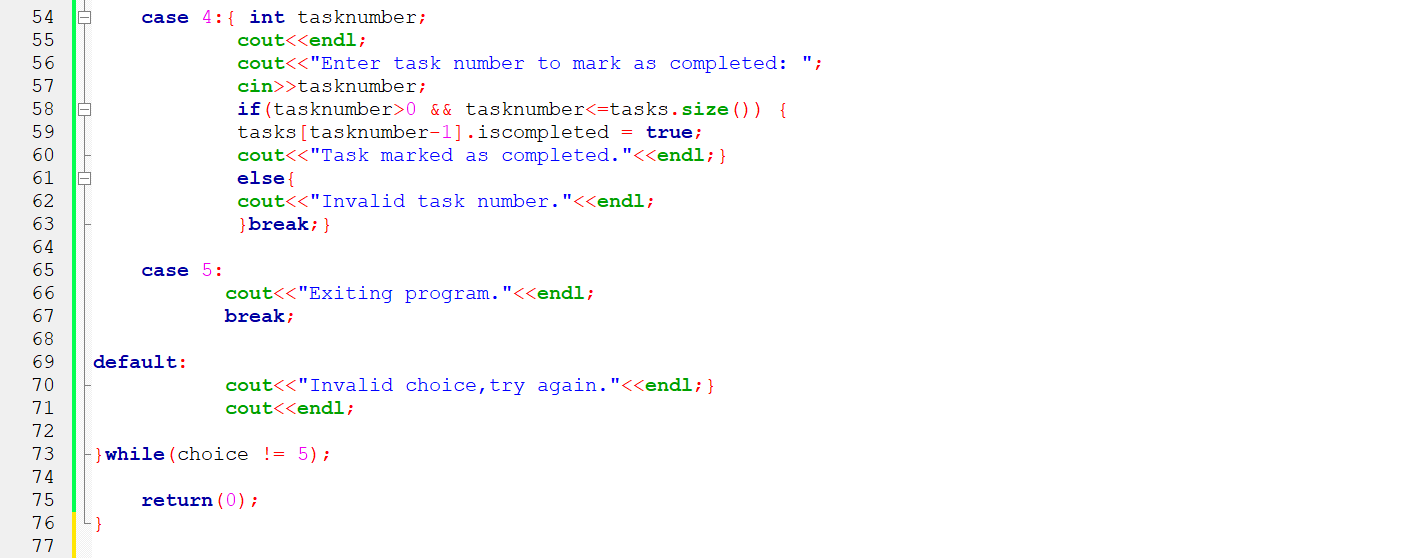 54 case 4:{ int tasknumber;
55 cout<<endl;
56 cout<<"Enter task number to mark as completed: ";
57 cin>>tasknumber;
58 if(tasknumber>0 && tasknumber<=tasks.size()) {
59 tasks[tasknumber-1].iscompleted = true;
60 cout<<"Task marked as completed."<<endl;}
61 else{
62 cout<<"Invalid task number."<<endl;
63 }break;}
64
65 case 5:
66 cout<<"Exiting program."<<endl;
67 break;
68
69 default:
70 cout<<"Invalid choice,try again."<<endl;}
71 cout<<endl;
72
73 }while(choice != 5);
74
75 return(0);
76 }
77